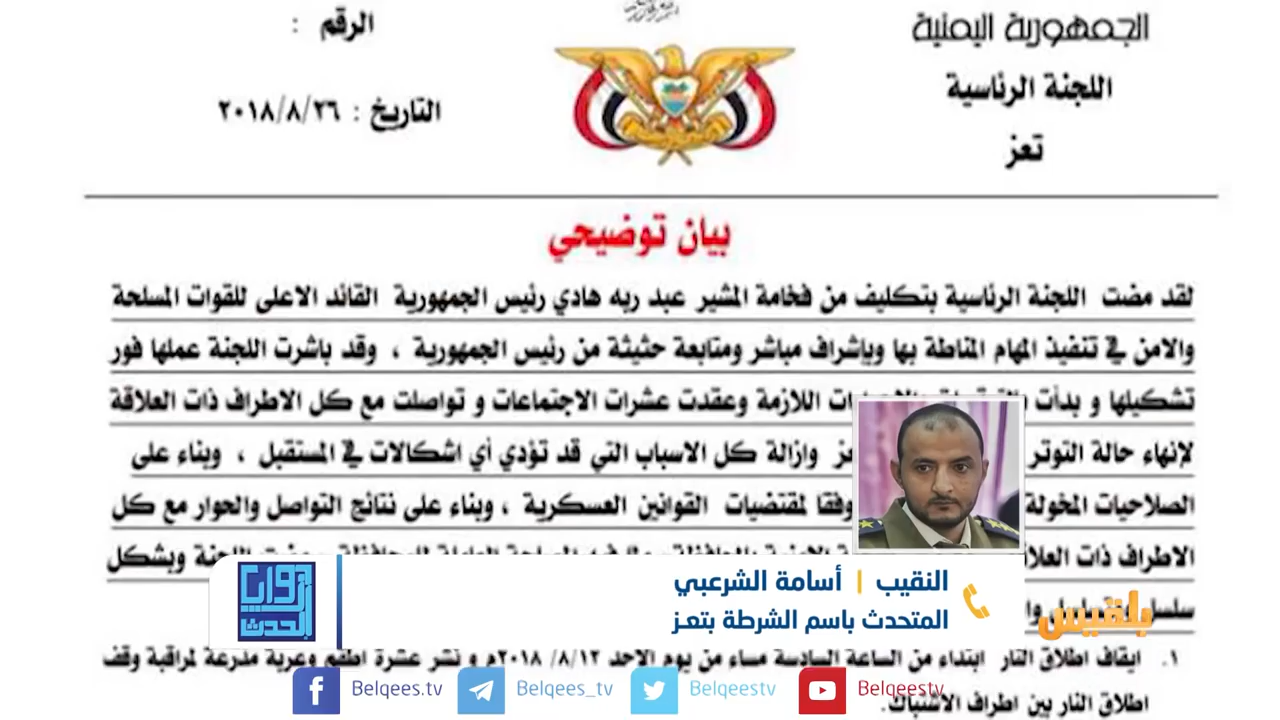 الجمهورية اليمنية
اللجنة الرئاسية
تعز
الرقم :
التاريخ : ٢٠١٨/٨/٢٦
بيان توضيحي
لقد مضت اللجنة الرئاسية بتكليف من فخامة المشير عبد ربه هادي رئيس الجمهورية القائد الاعلى للقوات المسلحة
والامن في تنفيذ المهام المناطة بها وبإشراف مباشر ومتابعة حثيثة من رئيس الجمهورية ، وقد باشرت اللجنة عملها فور
تشكيلها و بدأت اللازمة وعقدت عشرات الاجتماعات و تواصلت مع كل الاطراف ذات العلاقة
لإنهاء حالة التوتر وازالة كل الاسباب التي قد تؤدي أي اشكالات في المستقبل ، وبناء على
الصلاحيات المخولة وفقا لمقتضيات القوانين العسكرية ، وبناء على نتائج التواصل والحوار مع كل
الاطراف ذات اللجنة وبشكل
١. ايقاف اطلاق النار ابتداء من الساعة السادسة مساء من يوم الاحد ٢٠١٨/٨/١٢م و نشر عشرة اطقم وعربة مدرعة لمراقبة وقف
اطلاق النار بين اطراف الاشتباك.
النقيب | أسامة الشرعبي
المتحدث باسم الشرطة بتعز
أبواب الحدث
بلقيس
Belqees.tv
Belqees_tv
Belqeestv
Belqeestv